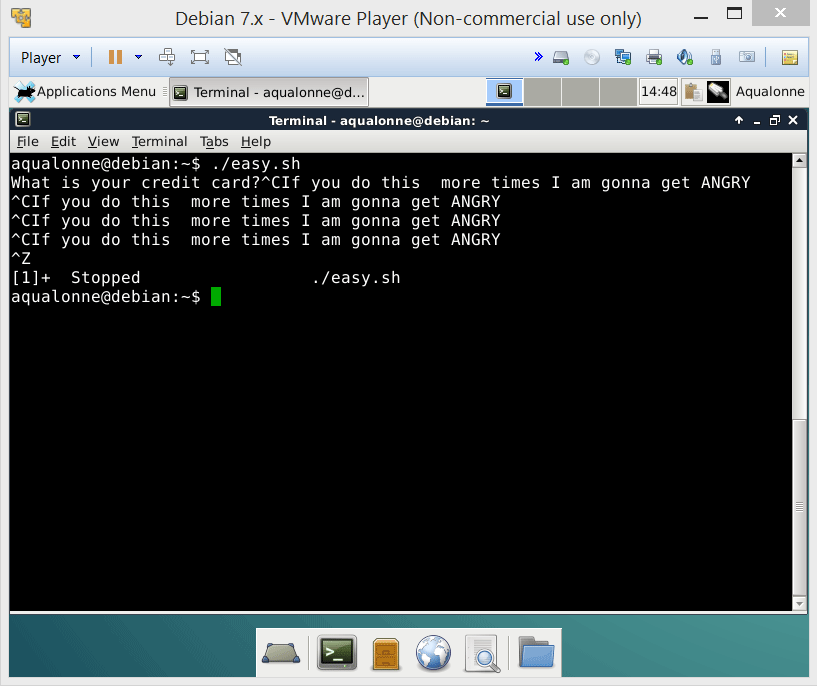 Debian 7.x - VMware Player (Non-commercial use only)
Player
Applications Menu Terminal - aqualonne@d... 14:48 Aqualonne
Terminal - aqualonne@debian: ~
File Edit View Terminal Tabs Help
aqualonne@debian:~$ ./easy.sh
What is your credit card?^CIf you do this  more times I am gonna get ANGRY
^CIf you do this  more times I am gonna get ANGRY
^CIf you do this  more times I am gonna get ANGRY
^CIf you do this  more times I am gonna get ANGRY
^Z
[1]+  Stopped                 ./easy.sh
aqualonne@debian:~$